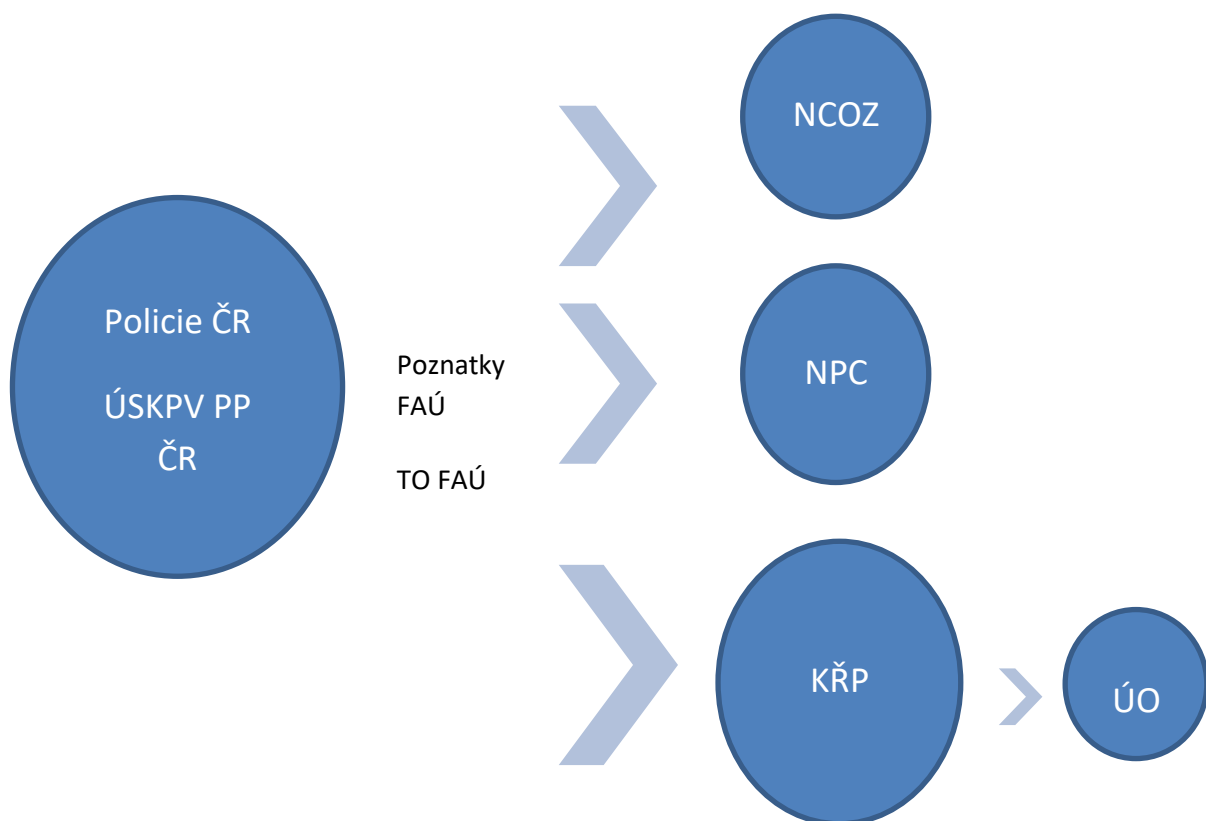 Policie ČR
ÚSKPV PP
ČR
Poznatky
FAÚ
TO FAÚ
NCOZ
NPC
KŘP
ÚO